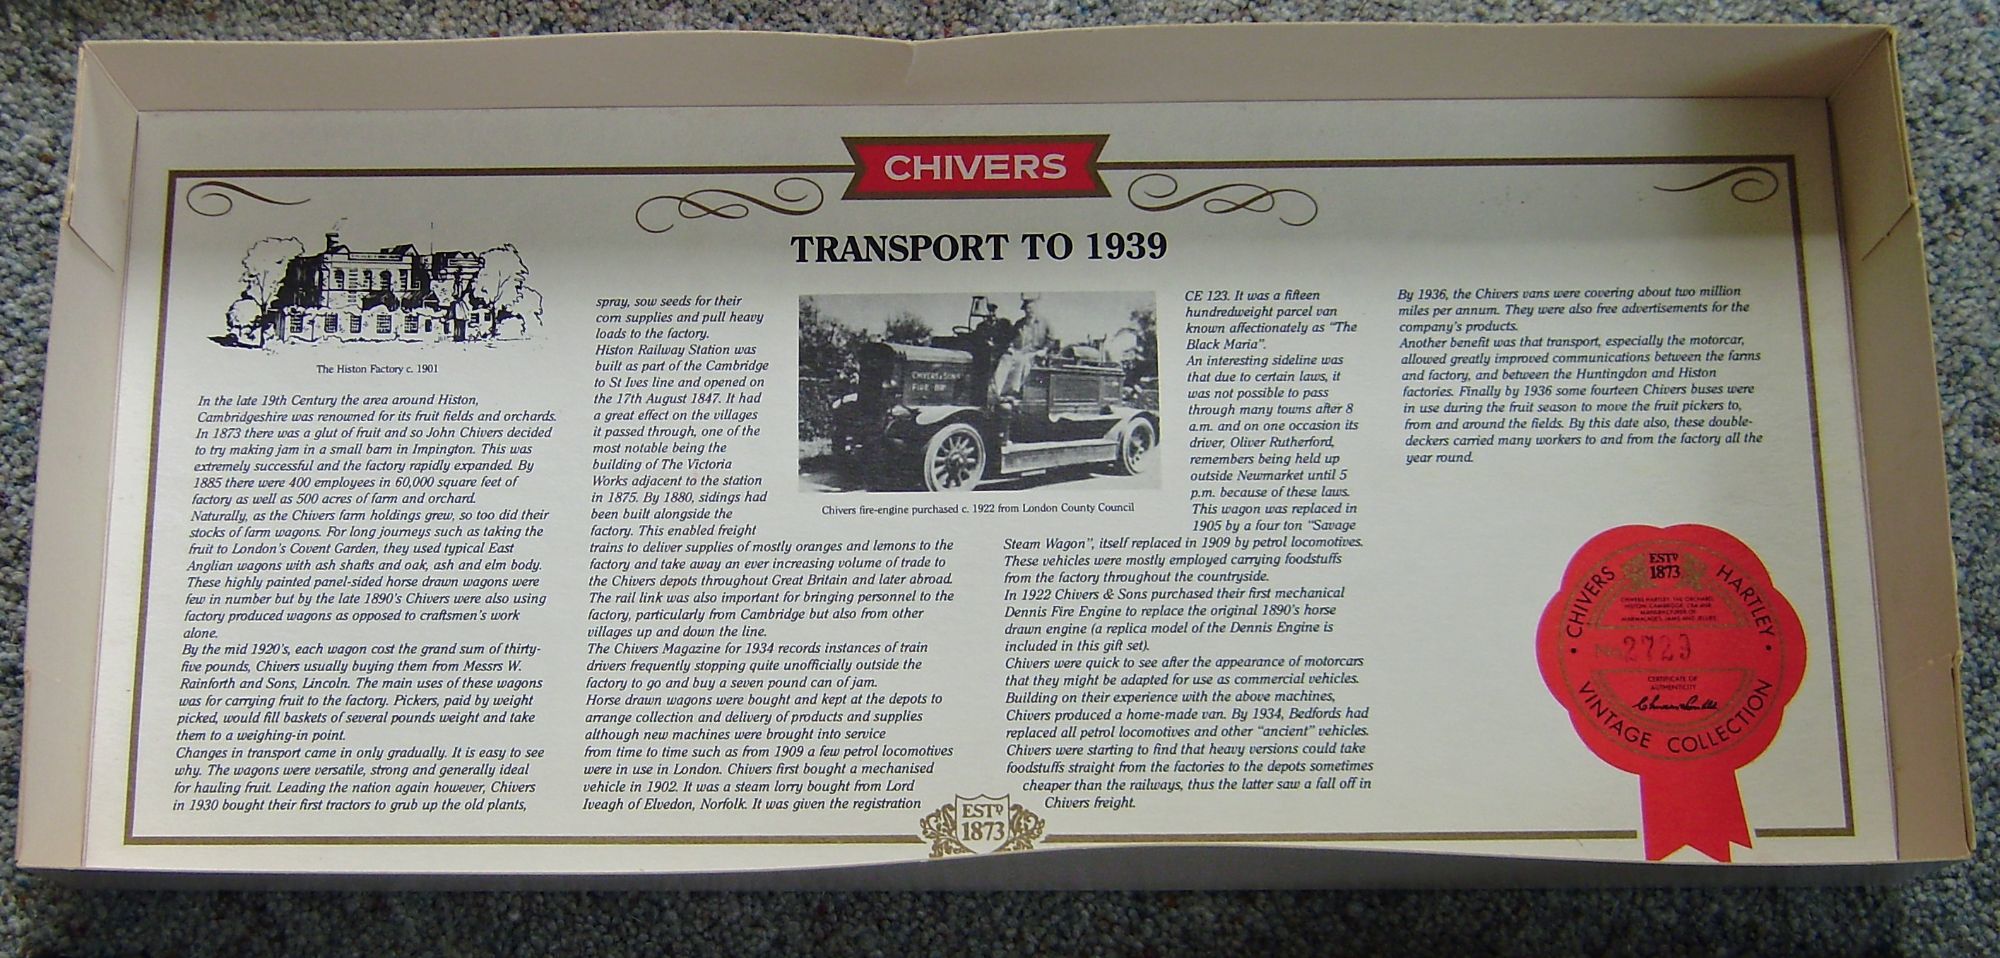 CHIVERS
TRANSPORT TO 1939
The Histon Factory c. 1901
In the late 19th Century the area around Histon,
Cambridgeshire was renowned for its fruit fields and orchards.
In 1873 there was a glut of fruit and so John Chivers decided
to try making jam in a small barn in Impington. This was
extremely successful and the factory rapidly expanded. By
1885 there were 400 employees in 60,000 square feet of
factory as well as 500 acres of farm and orchard.
Naturally, as the Chivers farm holdings grew, so too did their
stocks of farm wagons. For long journeys such as taking the
fruit to London's Covent Garden, they used typical East
Anglian wagons with ash shafts and oak, ash and elm body.
These highly painted panel-sided horse drawn wagons were
few in number but by the late 1890's Chivers were also using
factory produced wagons as opposed to craftsmen's work
alone.
By the mid 1920's, each wagon cost the grand sum of thirty-
five pounds, Chivers usually buying them from Messrs W.
Rainforth and Sons, Lincoln. The main uses of these wagons
was for carrying fruit to the factory. Pickers, paid by weight
picked, would fill baskets of several pounds weight and take
them to a weighing-in point.
Changes in transport came in only gradually. It is easy to see
why. The wagons were versatile, strong and generally ideal
for hauling fruit. Leading the nation again however, Chivers
in 1930 bought their first tractors to grub up the old plants,
spray, sow seeds for their
corn supplies and pull heavy
loads to the factory.
Histon Railway Station was
built as part of the Cambridge
to St Ives line and opened on
the 17th August 1847. It had
a great effect on the villages
it passed through, one of the
most notable being the
building of The Victoria
Works adjacent to the station
in 1875. By 1880, sidings had
been built alongside the
factory. This enabled freight
trains to deliver supplies of mostly oranges and lemons to the
factory and take away an ever increasing volume of trade to
the Chivers depots throughout Great Britain and later abroad.
The rail link was also important for bringing personnel to the
factory, particularly from Cambridge but also from other
villages up and down the line.
The Chivers Magazine for 1934 records instances of train
drivers frequently stopping quite unofficially outside the
factory to go and buy a seven pound can of jam.
Horse drawn wagons were bought and kept at the depots to
arrange collection and delivery of products and supplies
although new machines were brought into service
from time to time such as from 1909 a few petrol locomotives
were in use in London. Chivers first bought a mechanised
vehicle in 1902. It was a steam lorry bought from Lord
Iveagh of Elvedon, Norfolk. It was given the registration
CHIVERS & SONS
FIRE
Chivers fire-engine purchased c. 1922 from London County Council
CE 123. It was a fifteen
hundredweight parcel van
known affectionately as "The
Black Maria".
An interesting sideline was
that due to certain laws, it
was not possible to pass
through many towns after 8
a.m. and on one occasion its
driver, Oliver Rutherford,
remembers being held up
outside Newmarket until 5
p.m. because of these laws.
This wagon was replaced in
1905 by a four ton "Savage
Steam Wagon", itself replaced in 1909 by petrol locomotives.
These vehicles were mostly employed carrying foodstuffs
from the factory throughout the countryside.
In 1922 Chivers & Sons purchased their first mechanical
Dennis Fire Engine to replace the original 1890's horse
drawn engine (a replica model of the Dennis Engine is
included in this gift set).
Chivers were quick to see after the appearance of motorcars
that they might be adapted for use as commercial vehicles.
Building on their experience with the above machines,
Chivers produced a home-made van. By 1934, Bedfords had
replaced all petrol locomotives and other "ancient" vehicles.
Chivers were starting to find that heavy versions could take
foodstuffs straight from the factories to the depots sometimes
cheaper than the railways, thus the latter saw a fall off in
Chivers freight.
By 1936, the Chivers vans were covering about two million
miles per annum. They were also free advertisements for the
company's products.
Another benefit was that transport, especially the motorcar,
allowed greatly improved communications between the farms
and factory, and between the Huntingdon and Histon
factories. Finally by 1936 some fourteen Chivers buses were
in use during the fruit season to move the fruit pickers to,
from and around the fields. By this date also, these double-
deckers carried many workers to and from the factory all the
year round.
ESTD
1873
CHIVERS HARTLEY
ESTD
1873
CHIVERS HARTLEY, THE ORCHARD,
HISTON, CAMBRIDGE, CB4 4NR
MANUFACTURER OF
MARMALADES, JAMS AND JELLIES
No. 2723
CERTIFICATE OF
AUTHENTICITY
VINTAGE COLLECTION